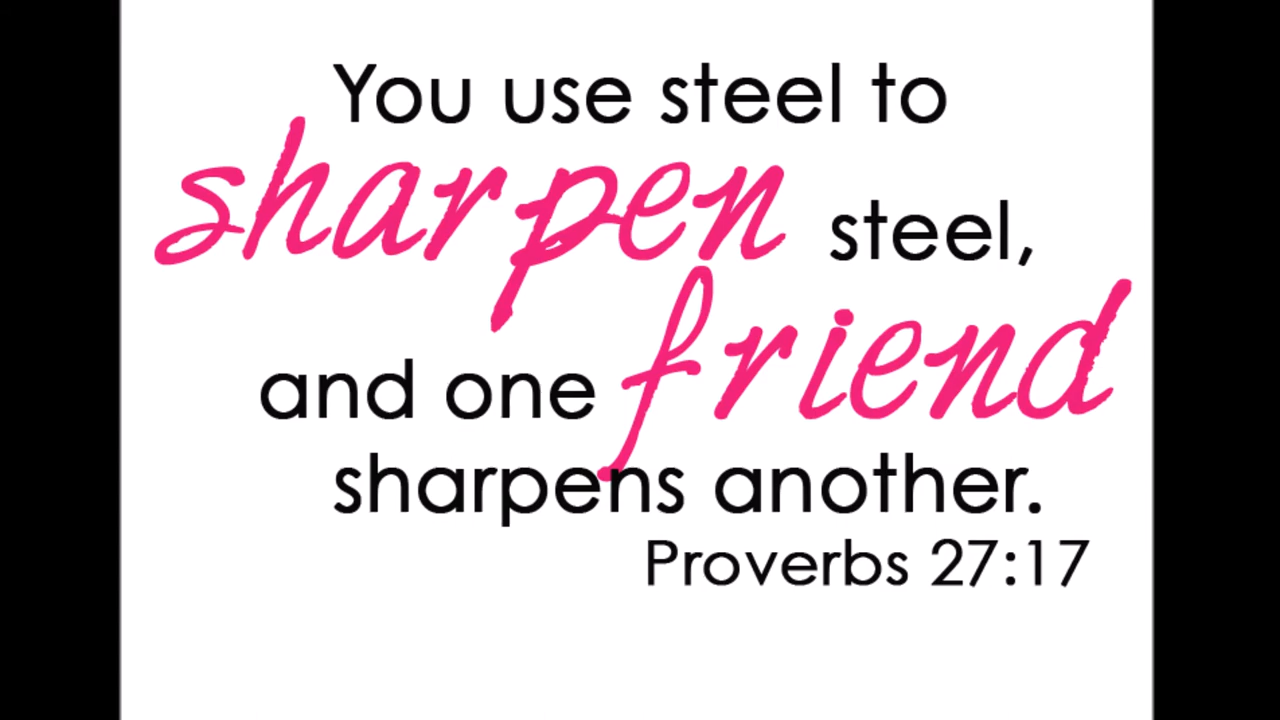 You use steel to
sharpen steel,
and one friend
sharpens another.
Proverbs 27:17